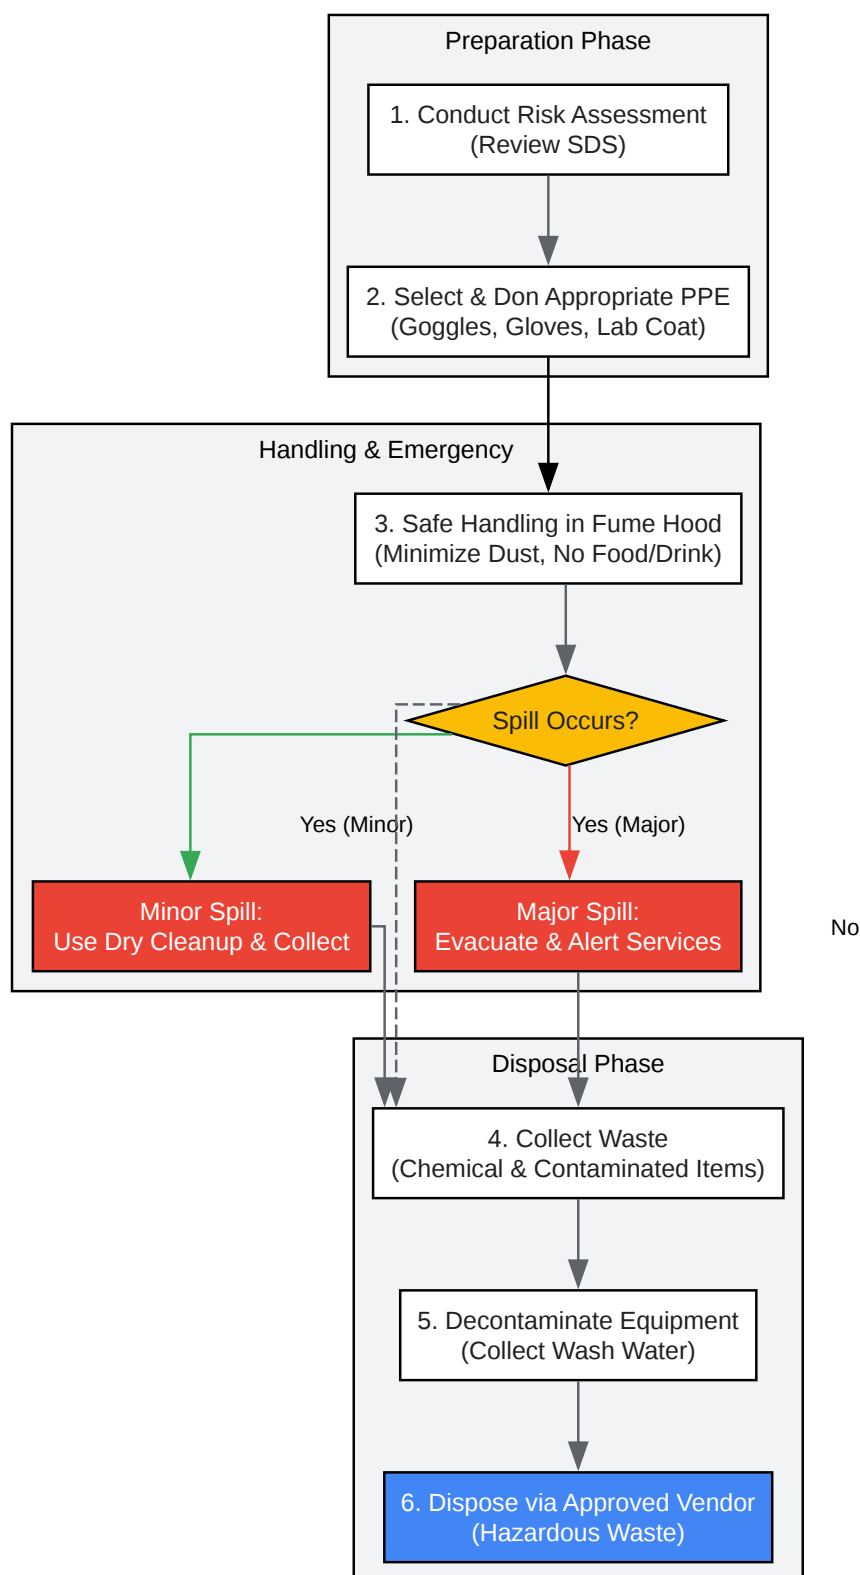 Preparation Phase
1. Conduct Risk Assessment
(Review SDS)
2. Select & Don Appropriate PPE
(Goggles, Gloves, Lab Coat)
Handling & Emergency
3. Safe Handling in Fume Hood
(Minimize Dust, No Food/Drink)
Spill Occurs?
Yes (Minor)
Yes (Major)
Minor Spill:
Use Dry Cleanup & Collect
Major Spill:
Evacuate & Alert Services
No
Disposal Phase
4. Collect Waste
(Chemical & Contaminated Items)
5. Decontaminate Equipment
(Collect Wash Water)
6. Dispose via Approved Vendor
(Hazardous Waste)